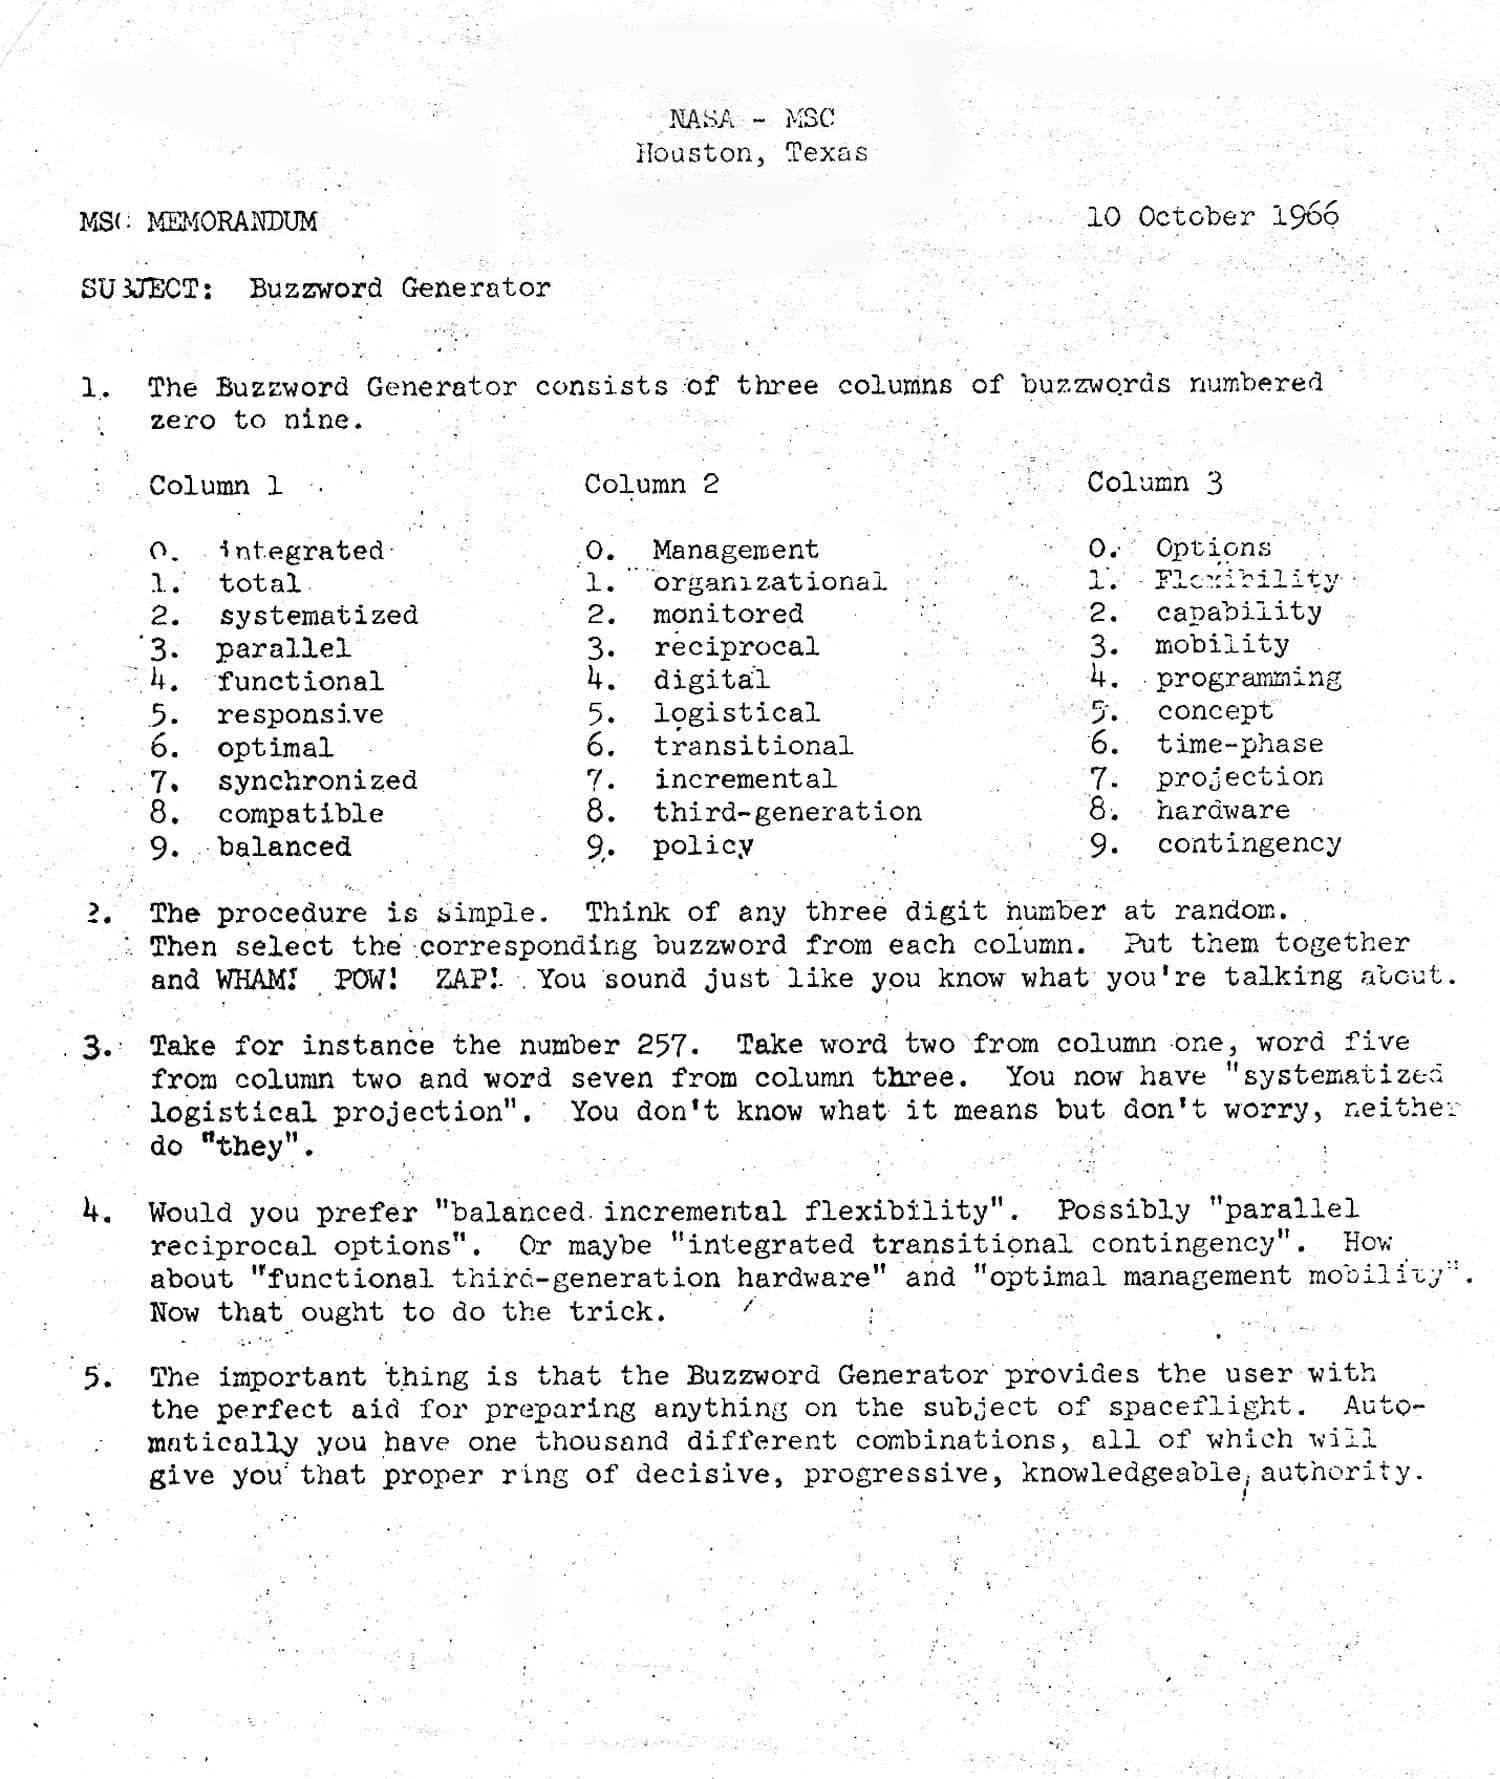 NASA - MSC
Houston, Texas
MSC MEMORANDUM 10 October 1966
SUBJECT: Buzzword Generator
1. The Buzzword Generator consists of three columns of buzzwords numbered
zero to nine.
Column 1 Column 2 Column 3
0. integrated 0. Management 0. Options
1. total 1. organizational 1. Flexibility
2. systematized 2. monitored 2. capability
3. parallel 3. reciprocal 3. mobility
4. functional 4. digital 4. programming
5. responsive 5. logistical 5. concept
6. optimal 6. transitional 6. time-phase
7. synchronized 7. incremental 7. projection
8. compatible 8. third-generation 8. hardware
9. balanced 9. policy 9. contingency
2. The procedure is simple. Think of any three digit number at random.
Then select the corresponding buzzword from each column. Put them together
and WHAM! POW! ZAP! You sound just like you know what you're talking about.
3. Take for instance the number 257. Take word two from column one, word five
from column two and word seven from column three. You now have "systematized
logistical projection". You don't know what it means but don't worry, neither
do "they".
4. Would you prefer "balanced incremental flexibility". Possibly "parallel
reciprocal options". Or maybe "integrated transitional contingency". How
about "functional third-generation hardware" and "optimal management mobility".
Now that ought to do the trick.
5. The important thing is that the Buzzword Generator provides the user with
the perfect aid for preparing anything on the subject of spaceflight. Auto-
matically you have one thousand different combinations, all of which will
give you that proper ring of decisive, progressive, knowledgeable, authority.